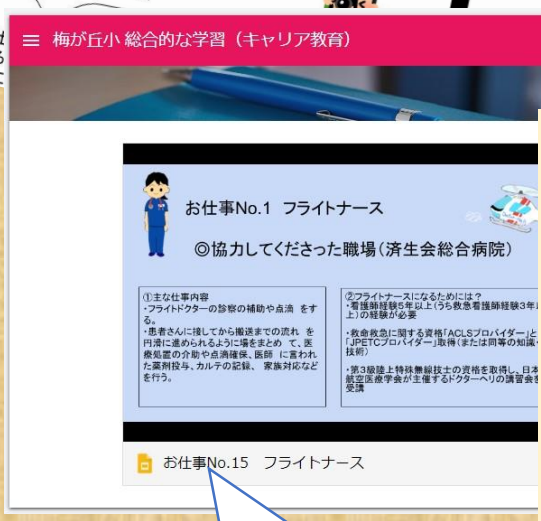 梅が丘小 総合的な学習（キャリア教育）
お仕事No.1　フライトナース
◎協力してくださった職場（済生会総合病院）
①主な仕事内容
・フライトドクターの診察の補助や点滴 をす
る。
・患者さんに接してから搬送までの流れ を
円滑に進められるように場をまとめ て、医
療処置の介助や点滴確保、医師 に言われ
た薬剤投与、カルテの記録、 家族対応など
を行う。
②フライトナースになるためには？
・看護師経験5年以上（うち救急看護師経験3年以
上）の経験が必要
・救命救急に関する資格「ACLSプロバイダー」と
「JPETCプロバイダー」取得（または同等の知識・
技術）
・第3級陸上特殊無線技士の資格を取得し、日本
航空医療学会が主催するドクターヘリの講習会を
受講
お仕事No.15　フライトナース